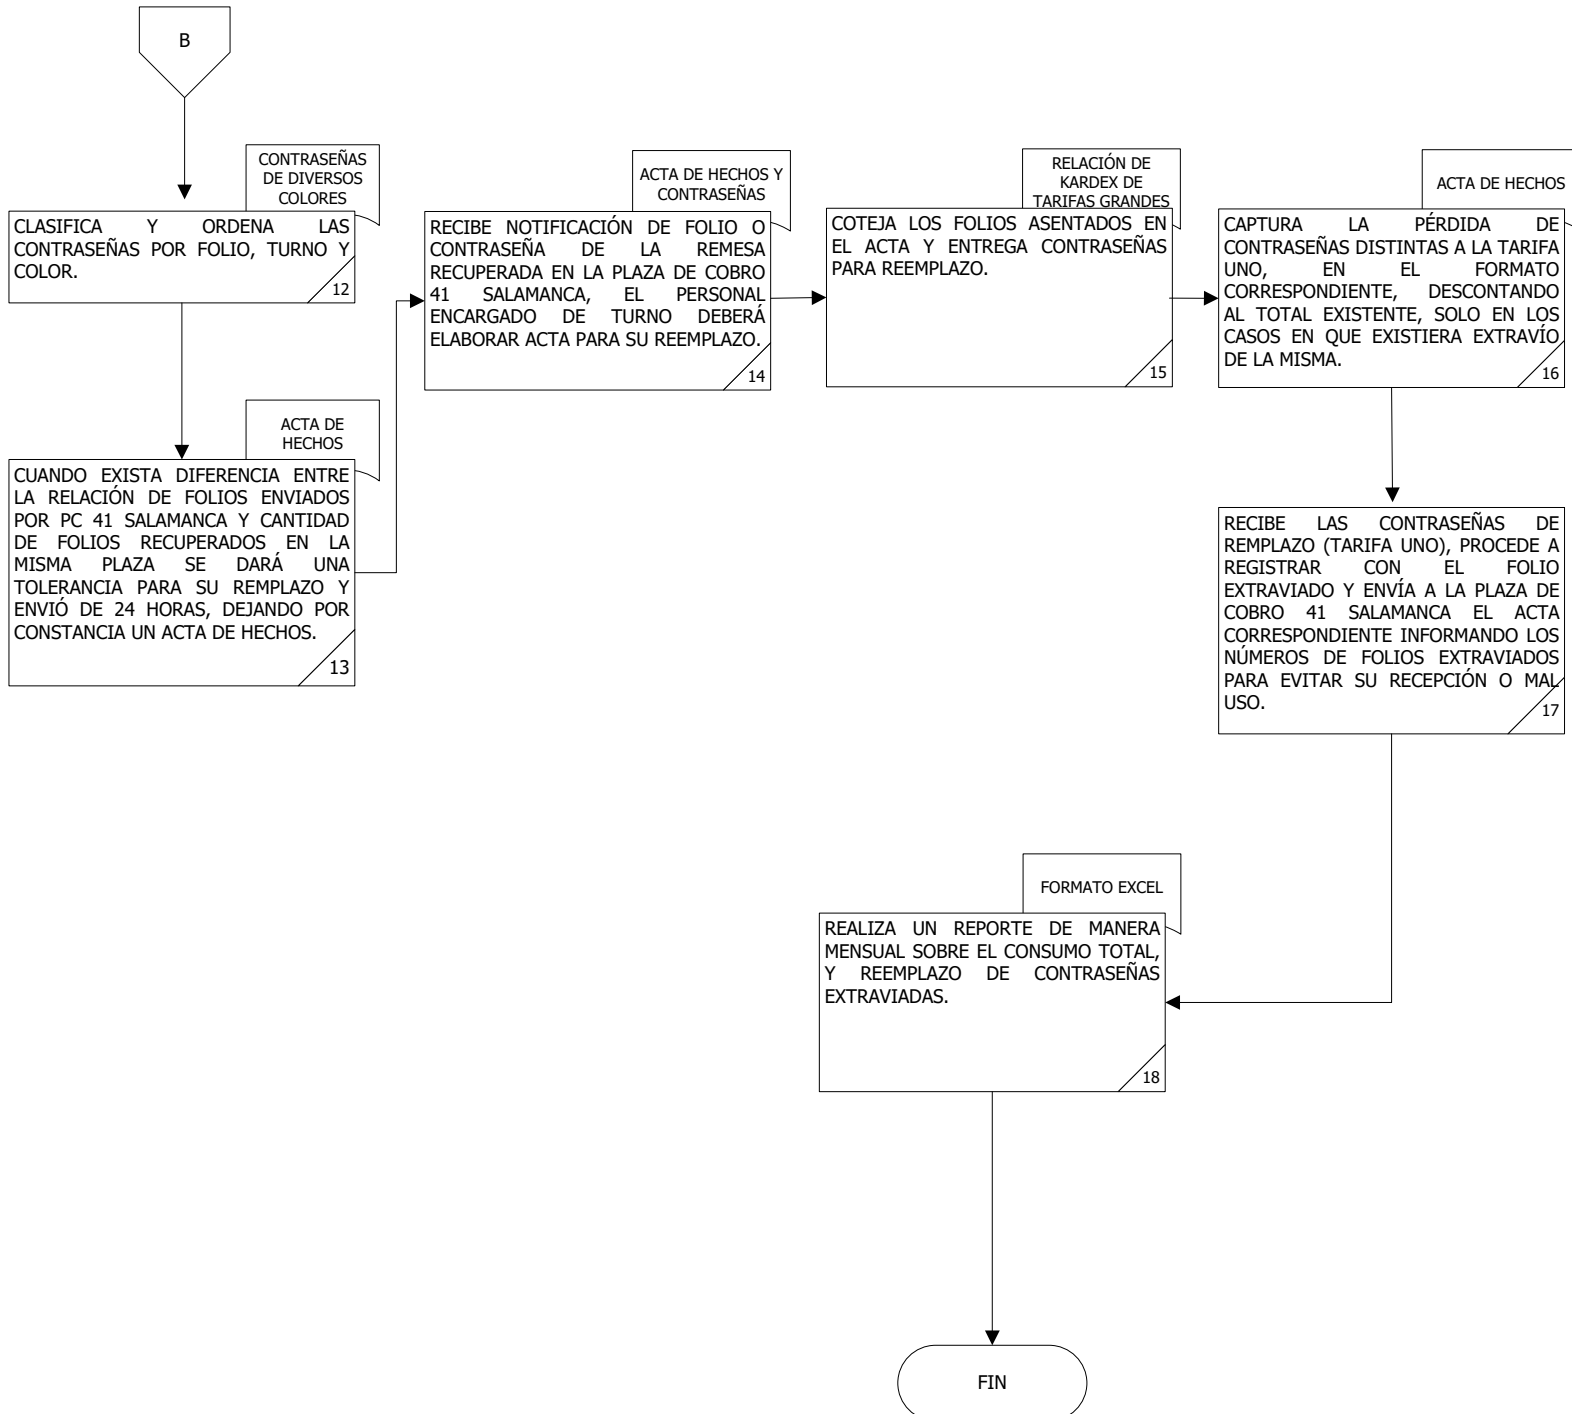 B
CONTRASEÑAS
DE DIVERSOS
COLORES
CLASIFICA Y ORDENA LAS
CONTRASEÑAS POR FOLIO, TURNO Y
COLOR.
12
ACTA DE
HECHOS
CUANDO EXISTA DIFERENCIA ENTRE
LA RELACIÓN DE FOLIOS ENVIADOS
POR PC 41 SALAMANCA Y CANTIDAD
DE FOLIOS RECUPERADOS EN LA
MISMA PLAZA SE DARÁ UNA
TOLERANCIA PARA SU REMPLAZO Y
ENVIÓ DE 24 HORAS, DEJANDO POR
CONSTANCIA UN ACTA DE HECHOS.
13
ACTA DE HECHOS Y
CONTRASEÑAS
RECIBE NOTIFICACIÓN DE FOLIO O
CONTRASEÑA DE LA REMESA
RECUPERADA EN LA PLAZA DE COBRO
41 SALAMANCA, EL PERSONAL
ENCARGADO DE TURNO DEBERÁ
ELABORAR ACTA PARA SU REEMPLAZO.
14
RELACIÓN DE
KARDEX DE
TARIFAS GRANDES
COTEJA LOS FOLIOS ASENTADOS EN
EL ACTA Y ENTREGA CONTRASEÑAS
PARA REEMPLAZO.
15
ACTA DE HECHOS
CAPTURA LA PÉRDIDA DE
CONTRASEÑAS DISTINTAS A LA TARIFA
UNO, EN EL FORMATO
CORRESPONDIENTE, DESCONTANDO
AL TOTAL EXISTENTE, SOLO EN LOS
CASOS EN QUE EXISTIERA EXTRAVÍO
DE LA MISMA.
16
RECIBE LAS CONTRASEÑAS DE
REMPLAZO (TARIFA UNO), PROCEDE A
REGISTRAR CON EL FOLIO
EXTRAVIADO Y ENVÍA A LA PLAZA DE
COBRO 41 SALAMANCA EL ACTA
CORRESPONDIENTE INFORMANDO LOS
NÚMEROS DE FOLIOS EXTRAVIADOS
PARA EVITAR SU RECEPCIÓN O MAL
USO.
17
FORMATO EXCEL
REALIZA UN REPORTE DE MANERA
MENSUAL SOBRE EL CONSUMO TOTAL,
Y REEMPLAZO DE CONTRASEÑAS
EXTRAVIADAS.
18
FIN